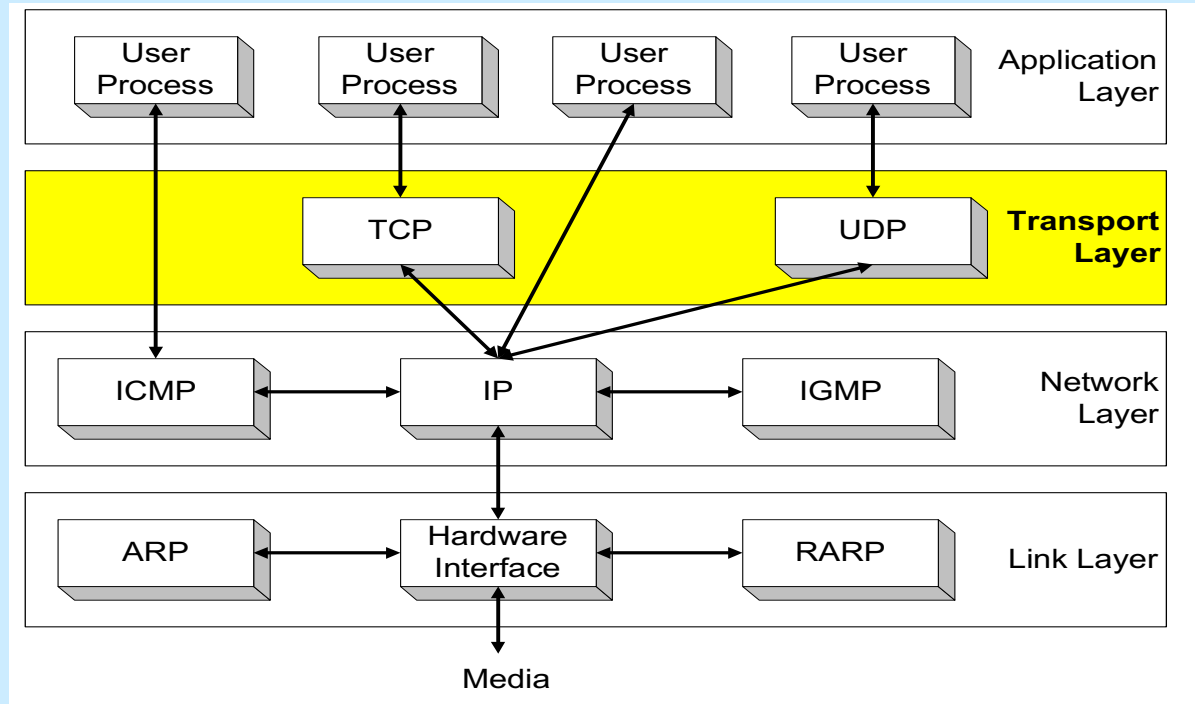 User
Process
User
Process
User
Process
User
Process
Application
Layer
TCP
UDP
Transport
Layer
ICMP
IP
IGMP
Network
Layer
ARP
Hardware
Interface
RARP
Link Layer
Media